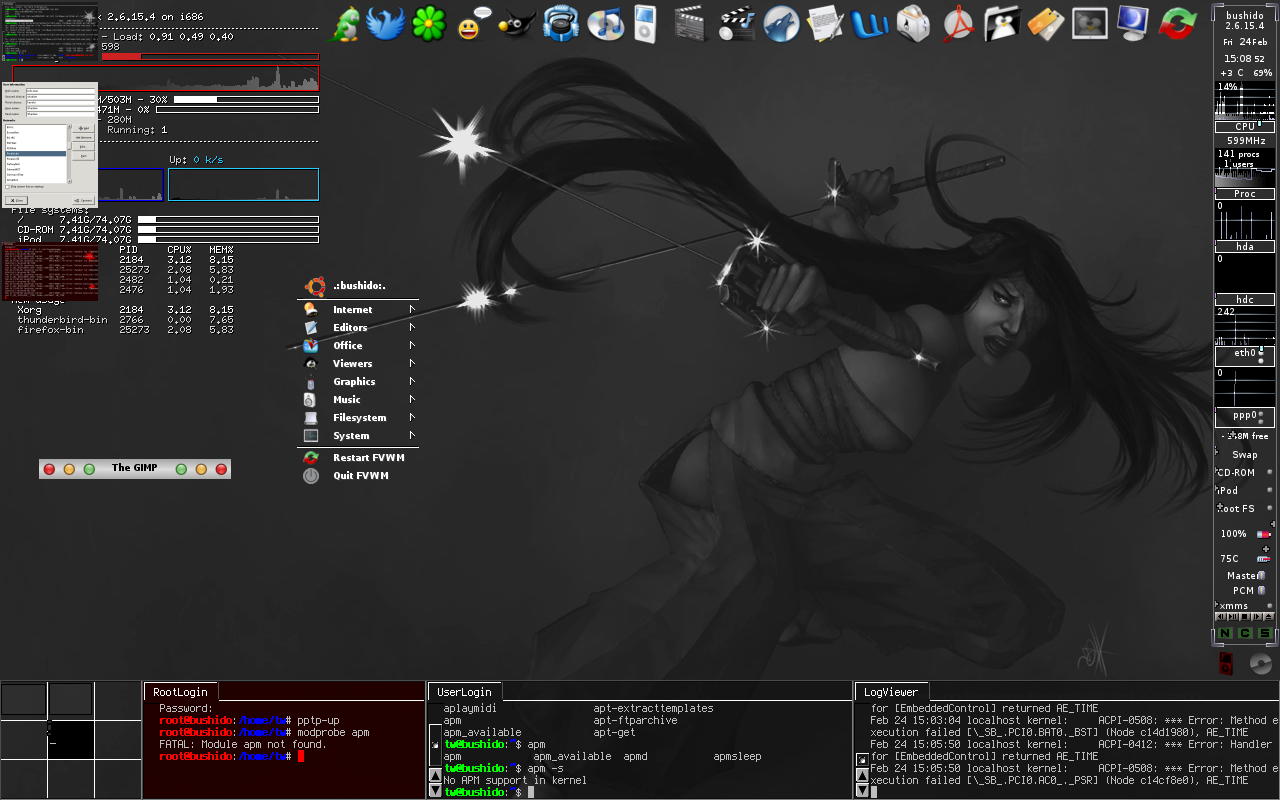 2.6.15.4 on i686
- Load: 0.91 0.49 0.40
598
M/503M - 30%
471M - 0%
- 280M
Running: 1
Up: 0 k/s
File systems:
/ 7.41G/74.07G
CD-ROM 7.41G/74.07G
iPod 7.41G/74.07G
PID CPU% MEM%
2184 3.12 8.15
25273 2.08 5.83
2482 1.04 0.21
2476 1.04 1.93
Xorg 2184 3.12 8.15
thunderbird-bin 2766 0.00 7.65
firefox-bin 25273 2.08 5.83
.:bushido:.
Internet
Editors
Office
Viewers
Graphics
Music
Filesystem
System
Restart FVWM
Quit FVWM
The GIMP
bushido
2.6.15.4
Fri 24 Feb
15:08 52
+3 C 69%
14%
CPU
599MHz
141 procs
1 users
Proc
0
hda
0
hdc
242
eth0
0
ppp0
free
Swap
CD-ROM
iPod
Root FS
100%
75C
Master
PCM
xmms
N C S
RootLogin
Password:
root@bushido:/home/tw# pptp-up
root@bushido:/home/tw# modprobe apm
FATAL: Module apm not found.
root@bushido:/home/tw#
UserLogin
aplaymidi apt-extracttemplates
apm apt-ftparchive
apm_available apt-get
tw@bushido:~$ apm
apm apm_available apmd apmsleep
tw@bushido:~$ apm -s
No APM support in kernel
tw@bushido:~$
LogViewer
for [EmbeddedControl] returned AE_TIME
Feb 24 15:03:04 localhost kernel: ACPI-0508: *** Error: Method e
xecution failed [\_SB_.PCI0.BAT0._BST] (Node c14d1980), AE_TIME
Feb 24 15:05:50 localhost kernel: ACPI-0412: *** Error: Handler
for [EmbeddedControl] returned AE_TIME
Feb 24 15:05:50 localhost kernel: ACPI-0508: *** Error: Method e
xecution failed [\_SB_.PCI0.AC0_._PSR] (Node c14cf8e0), AE_TIME